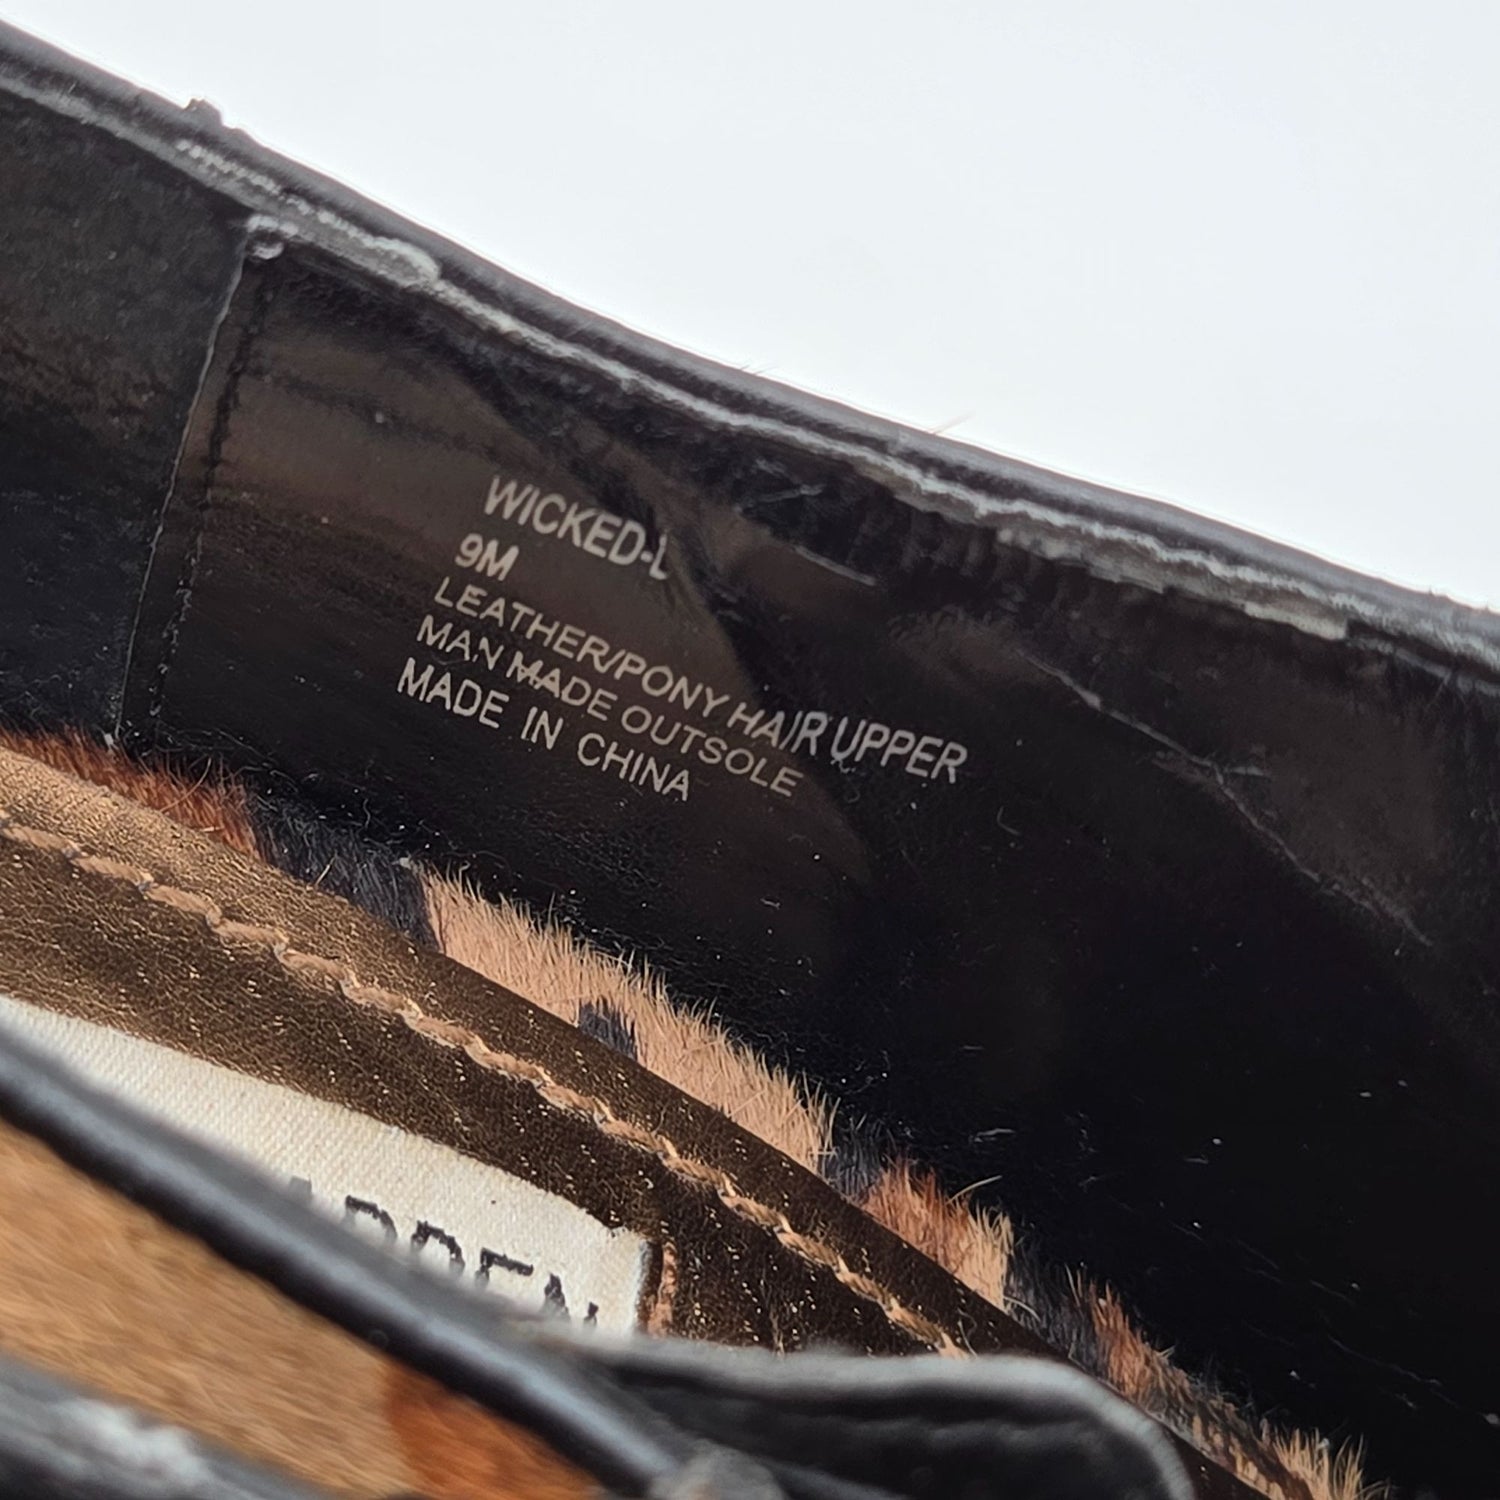 WICKED-L
9M
LEATHER/PONY HAIR UPPER
MAN MADE OUTSOLE
MADE IN CHINA